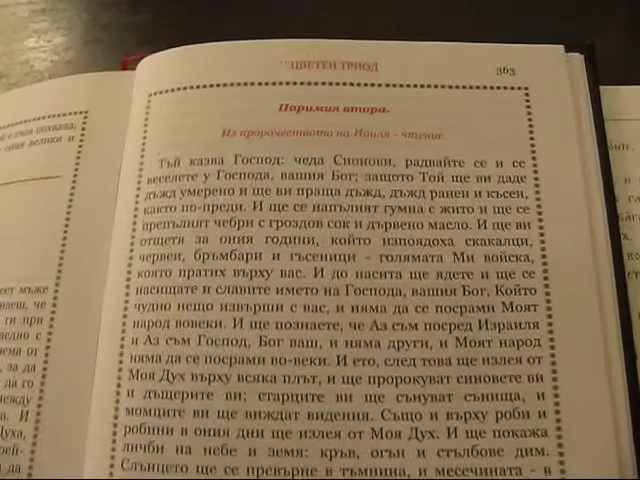 ЦВЕТЕН ТРИОД
363
Паримия втора.
Из пророчеството на Иоиля - четение.
Тъй казва Господ: чеда Сионови, радвайте се и се
веселете у Господа, вашия Бог; защото Той ще ви даде
дъжд умерено и ще ви праща дъжд, дъжд ранен и късен,
както по-преди. И ще се напълнят гумна с жито и ще се
препълнят чебри с гроздов сок и дървено масло. И ще ви
отщетя за ония години, който изпоядоха скакалци,
червеи, бръмбари и гъсеници - голямата Ми войска,
която пратих върху вас. И до насита ще ядете и ще се
насищате и славите името на Господа, вашия Бог, Който
чудно нещо извърши с вас, и няма да се посрами Моят
народ вовеки. И ще познаете, че Аз съм посред Израиля
и Аз съм Господ, Бог ваш, и няма други, и Моят народ
няма да се посрами во-веки. И ето, след това ще излея от
Моя Дух върху всяка плът, и ще пророкуват синовете ви
и дъщерите ви; старците ви ще сънуват сънища, и
момците ви ще виждат видения. Също и върху роби и
робини в ония дни ще излея от Моя Дух. И ще покажа
личби на небе и земя: кръв, огън и стълбове дим.
Слънцето ще се превърне в тъмнина, и месечината - в